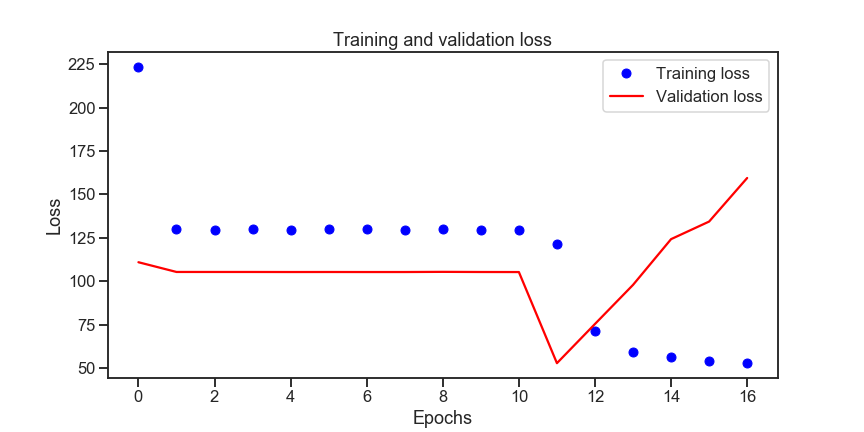 Training and validation loss
Training loss
Validation loss
Loss
225
200
175
150
125
100
75
50
0 2 4 6 8 10 12 14 16
Epochs